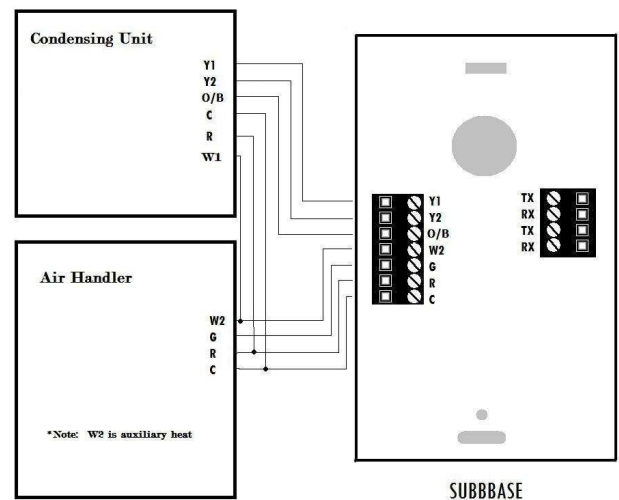 Condensing Unit
Y1
Y2
O/B
C
R
W1
Air Handler
W2
G
R
C
*Note: W2 is auxiliary heat
Y1
Y2
O/B
W2
G
R
C
TX
RX
TX
RX
SUBBBASE